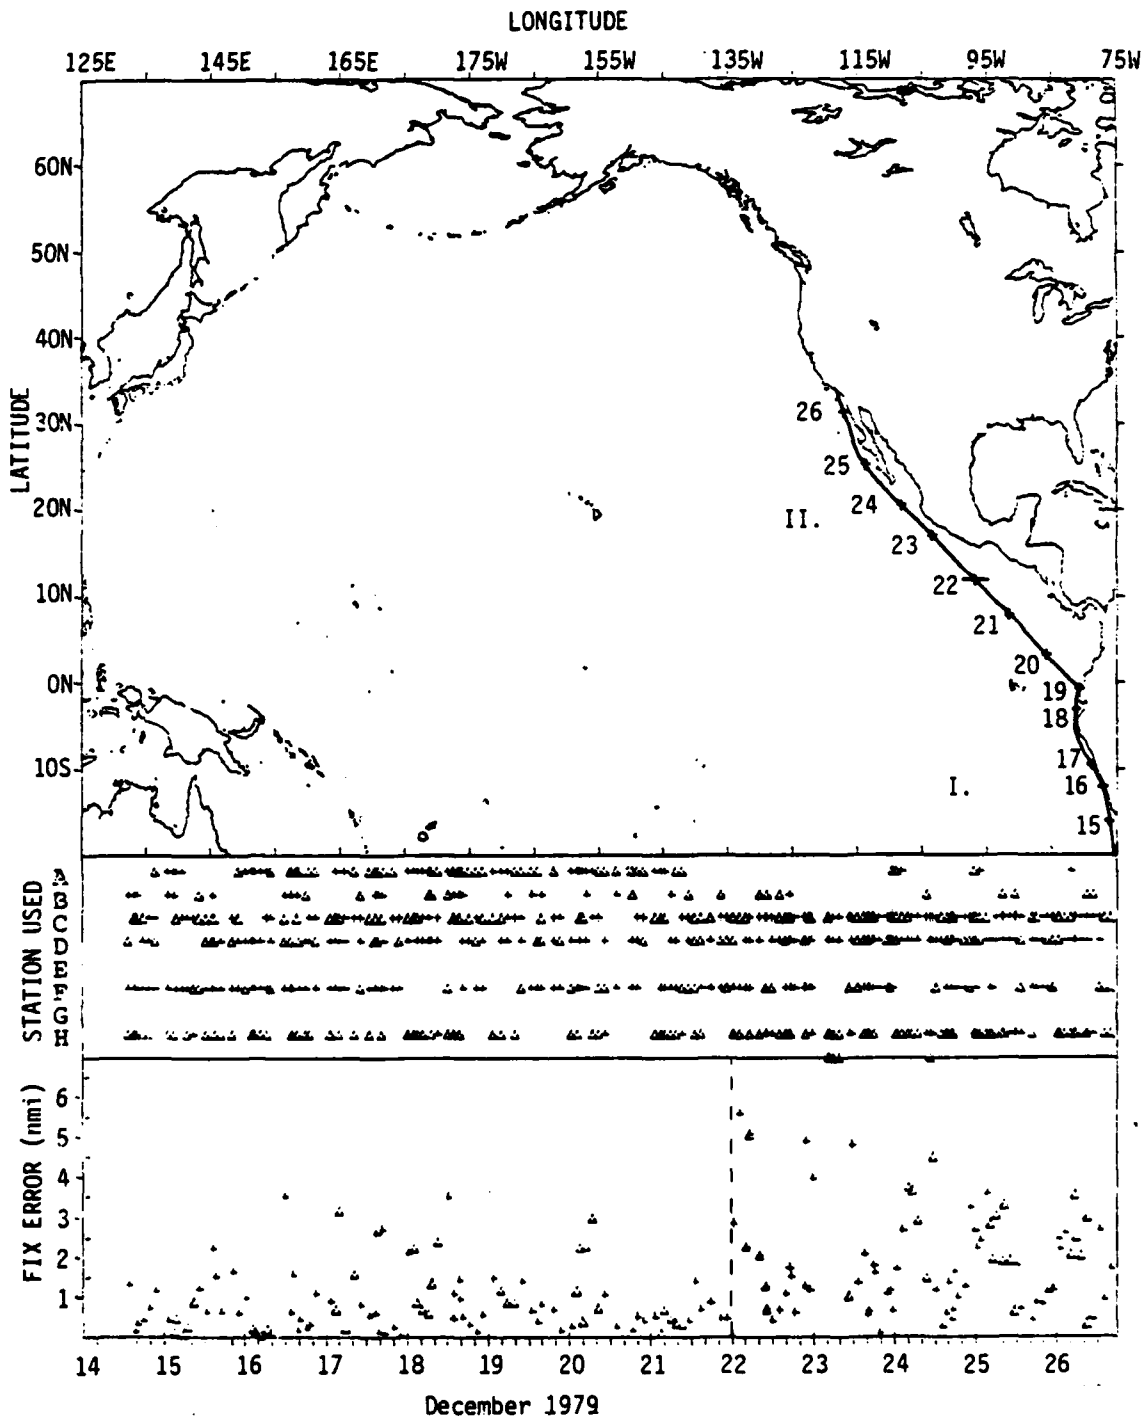 LONGITUDE
125E 145E 165E 175W 155W 135W 115W 95W 75W
LATITUDE
60N
50N
40N
30N
20N
10N
0N
10S
26
25
24
II.
23
22
21
20
19
18
17
I.
16
15
STATION USED
A
B
C
D
E
F
G
H
FIX ERROR (nmi)
6
5
4
3
2
1
14 15 16 17 18 19 20 21 22 23 24 25 26
December 1979